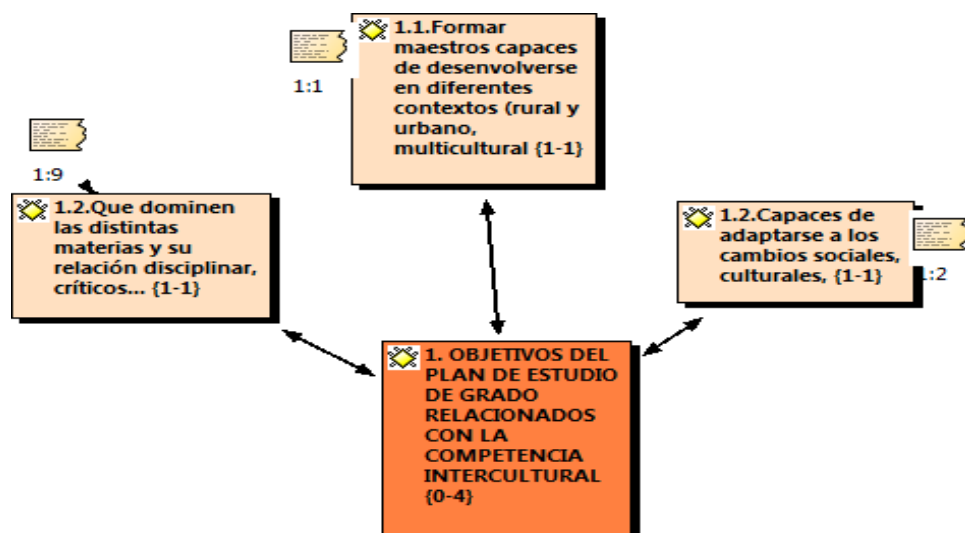 1.1.Formar
maestros capaces
de desenvolverse
en diferentes
contextos (rural y
urbano,
multicultural {1-1}
1:1
1:9
1.2.Que dominen
las distintas
materias y su
relación disciplinar,
críticos... {1-1}
1.2.Capaces de
adaptarse a los
cambios sociales,
culturales, {1-1}
1:2
1. OBJETIVOS DEL
PLAN DE ESTUDIO
DE GRADO
RELACIONADOS
CON LA
COMPETENCIA
INTERCULTURAL
{0-4}